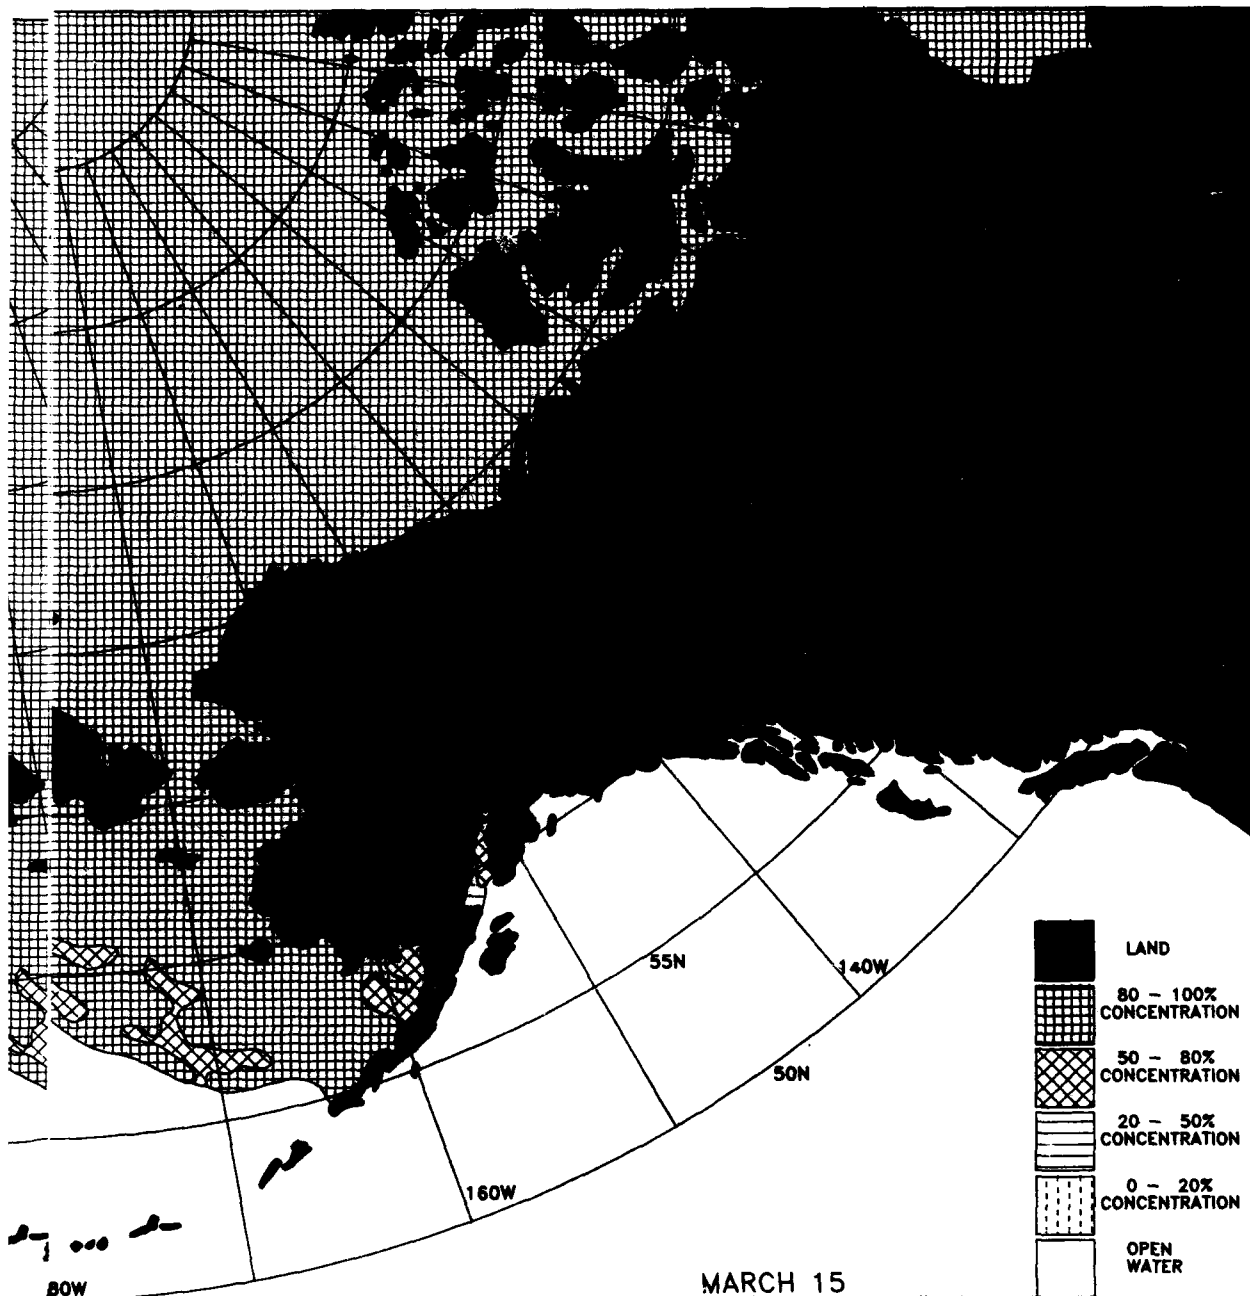 LAND
80 - 100%
CONCENTRATION
55N
140W
50 - 80%
CONCENTRATION
50N
20 - 50%
CONCENTRATION
160W
0 - 20%
CONCENTRATION
OPEN
WATER
80W
MARCH 15